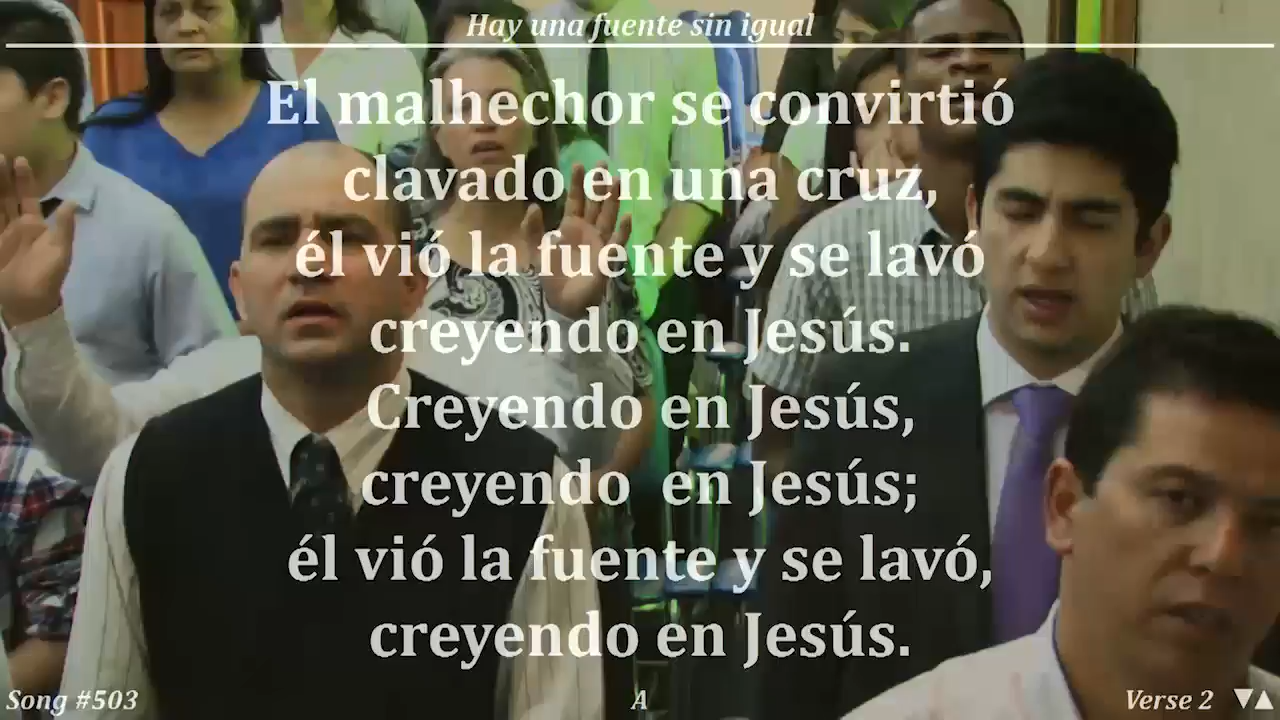 Hay una fuente sin igual
El malhechor se convirtió
clavado en una cruz,
él vió la fuente y se lavó
creyendo en Jesús.
Creyendo en Jesús,
creyendo en Jesús;
él vió la fuente y se lavó,
creyendo en Jesús.
Song #503 A Verse 2 ▼▲